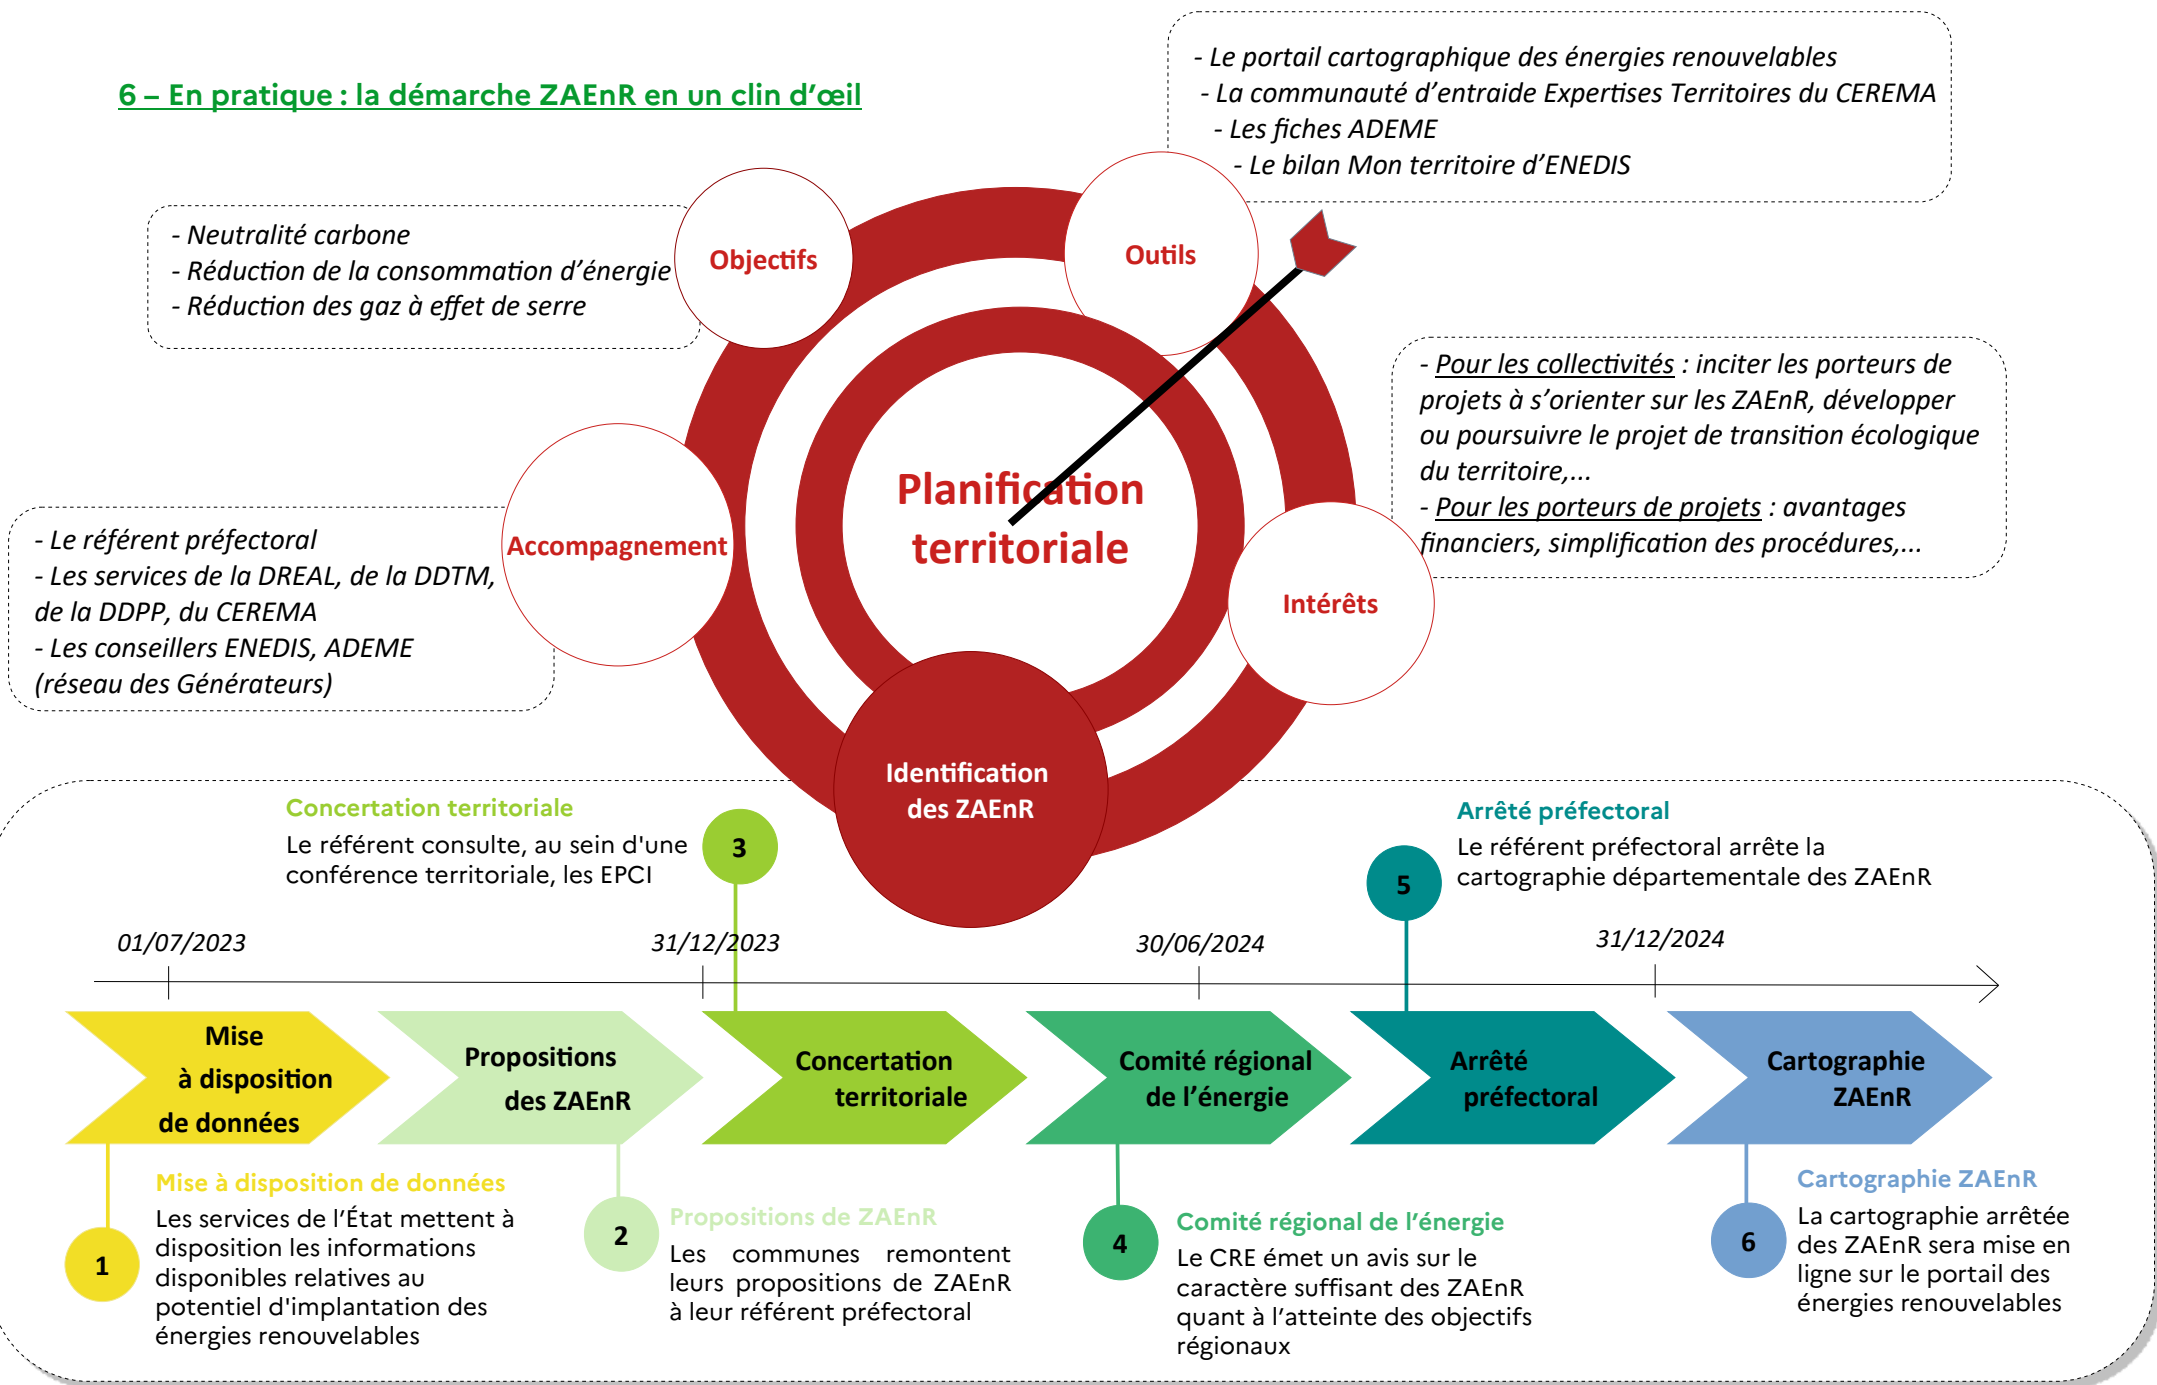 6 – En pratique : la démarche ZAEnR en un clin d’œil
- Le portail cartographique des énergies renouvelables
- La communauté d’entraide Expertises Territoires du CEREMA
- Les fiches ADEME
- Le bilan Mon territoire d’ENEDIS
Objectifs
- Neutralité carbone
- Réduction de la consommation d’énergie
- Réduction des gaz à effet de serre
Outils
- Pour les collectivités : inciter les porteurs de
projets à s’orienter sur les ZAEnR, développer
ou poursuivre le projet de transition écologique
du territoire,...
- Pour les porteurs de projets : avantages
financiers, simplification des procédures,...
Planification
territoriale
Accompagnement
- Le référent préfectoral
- Les services de la DREAL, de la DDTM,
de la DDPP, du CEREMA
- Les conseillers ENEDIS, ADEME
(réseau des Générateurs)
Intérêts
Identification
des ZAEnR
Concertation territoriale
Le référent consulte, au sein d'une
conférence territoriale, les EPCI
3
Arrêté préfectoral
Le référent préfectoral arrête la
cartographie départementale des ZAEnR
5
01/07/2023
31/12/2023
30/06/2024
31/12/2024
Mise
à disposition
de données
Propositions
des ZAEnR
Concertation
territoriale
Comité régional
de l’énergie
Arrêté
préfectoral
Cartographie
ZAEnR
1
Mise à disposition de données
Les services de l’État mettent à
disposition les informations
disponibles relatives au
potentiel d'implantation des
énergies renouvelables
2
Propositions de ZAEnR
Les communes remontent
leurs propositions de ZAEnR
à leur référent préfectoral
4
Comité régional de l’énergie
Le CRE émet un avis sur le
caractère suffisant des ZAEnR
quant à l’atteinte des objectifs
régionaux
6
Cartographie ZAEnR
La cartographie arrêtée
des ZAEnR sera mise en
ligne sur le portail des
énergies renouvelables